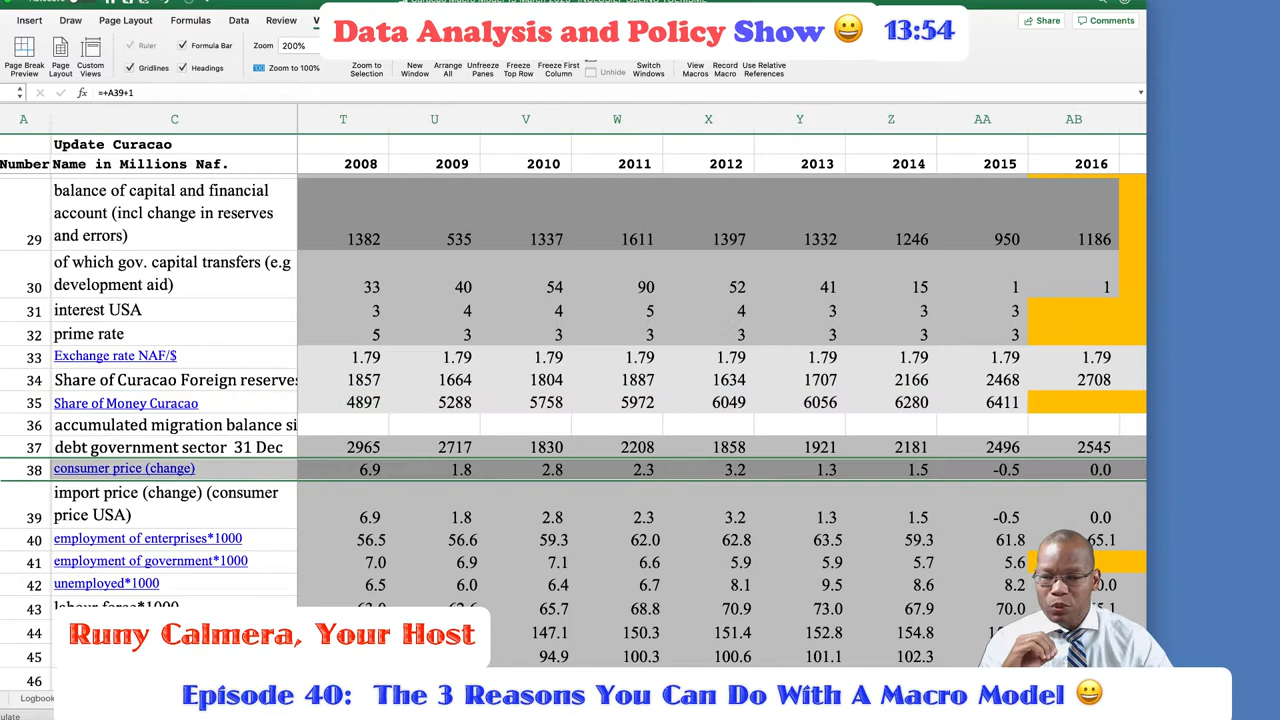 Insert Page Layout Formulas Data Review
Share Comments
Data Analysis and Policy Show 😀 13:54
Page Break Preview Page Layout Custom Views
Ruler Formula Bar Zoom 200%
Gridlines Headings 100 Zoom to 100%
Zoom to Selection New Window Arrange All Unfreeze Panes Freeze Top Row Freeze First Column Unhide Switch Windows View Macros Record Macro Use Relative References
fx =+A39+1
A C T U V W X Y Z AA AB
Update Curacao
Number Name in Millions Naf. 2008 2009 2010 2011 2012 2013 2014 2015 2016
balance of capital and financial
account (incl change in reserves
29 and errors) 1382 535 1337 1611 1397 1332 1246 950 1186
of which gov. capital transfers (e.g
30 development aid) 33 40 54 90 52 41 15 1 1
31 interest USA 3 4 4 5 4 3 3 3
32 prime rate 5 3 3 3 3 3 3 3
33 Exchange rate NAF/$ 1.79 1.79 1.79 1.79 1.79 1.79 1.79 1.79 1.79
34 Share of Curacao Foreign reserves 1857 1664 1804 1887 1634 1707 2166 2468 2708
35 Share of Money Curacao 4897 5288 5758 5972 6049 6056 6280 6411
36 accumulated migration balance si
37 debt government sector 31 Dec 2965 2717 1830 2208 1858 1921 2181 2496 2545
38 consumer price (change) 6.9 1.8 2.8 2.3 3.2 1.3 1.5 -0.5 0.0
import price (change) (consumer
39 price USA) 6.9 1.8 2.8 2.3 3.2 1.3 1.5 -0.5 0.0
40 employment of enterprises*1000 56.5 56.6 59.3 62.0 62.8 63.5 59.3 61.8 65.1
41 employment of government*1000 7.0 6.9 7.1 6.6 5.9 5.9 5.7 5.6
42 unemployed*1000 6.5 6.0 6.4 6.7 8.1 9.5 8.6 8.2
43 labour force*1000 65.7 68.8 70.9 73.0 67.9 70.0
44 147.1 150.3 151.4 152.8 154.8
45 94.9 100.3 100.6 101.1 102.3
46
Runy Calmera, Your Host
Logbook
Episode 40: The 3 Reasons You Can Do With A Macro Model 😀